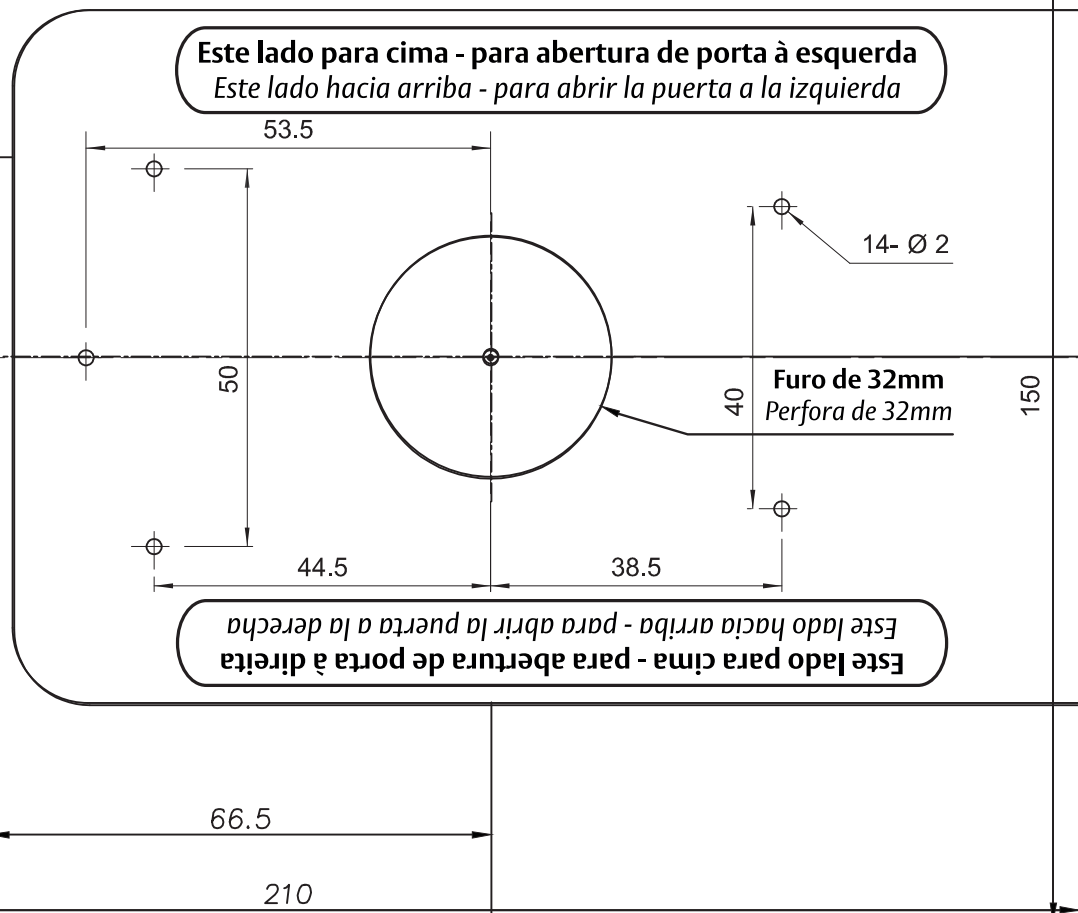 Este lado para cima - para abertura de porta à esquerda
Este lado hacia arriba - para abrir la puerta a la izquierda
53.5
14- Ø 2
50
40
Furo de 32mm
Perfora de 32mm
150
44.5
38.5
Este lado para cima - para abertura de porta à direita
Este lado hacia arriba - para abrir la puerta a la derecha
66.5
210